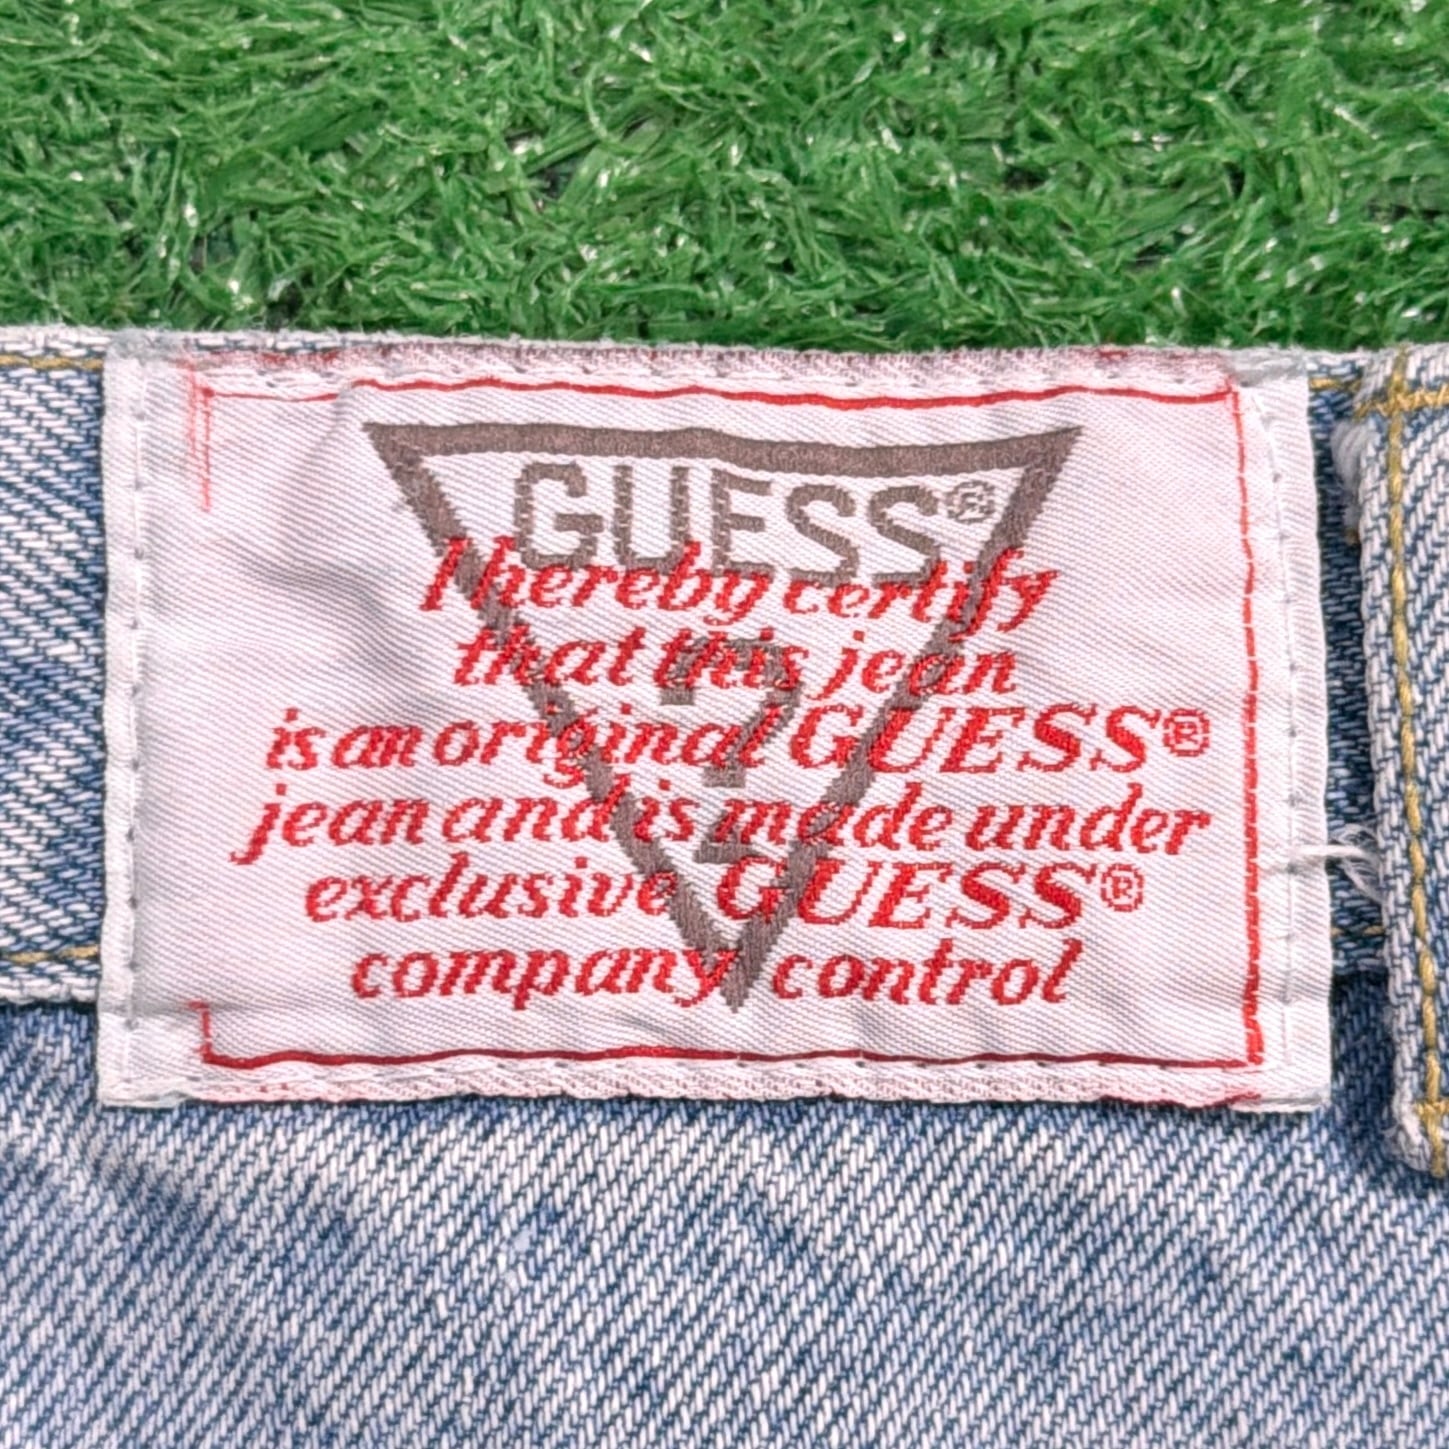 GUESS®
?
I hereby certify
that this jean
is an original GUESS®
jean and is made under
exclusive GUESS®
company control